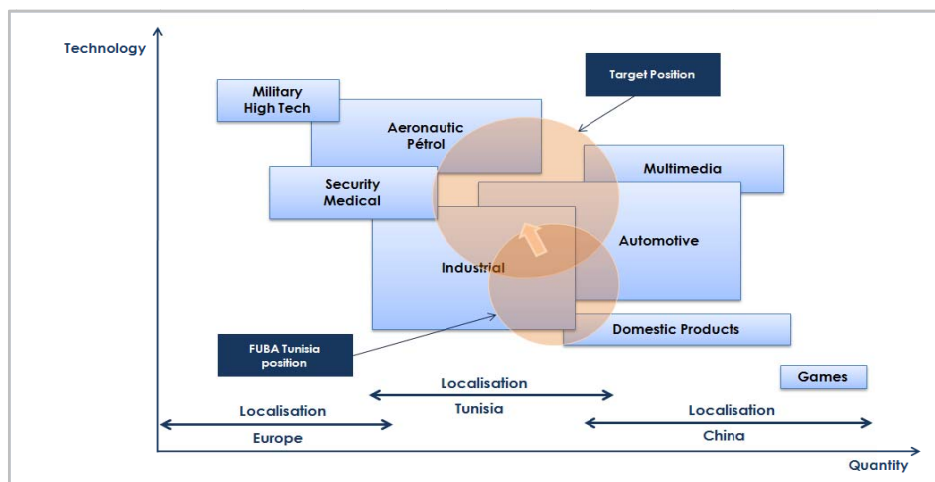 Technology
Target Position
Military
High Tech
Aeronautic
Pétrol
Multimedia
Security
Medical
Automotive
Industrial
Domestic Products
FUBA Tunisia
position
Games
Localisation
Tunisia
Localisation
Europe
Localisation
China
Quantity